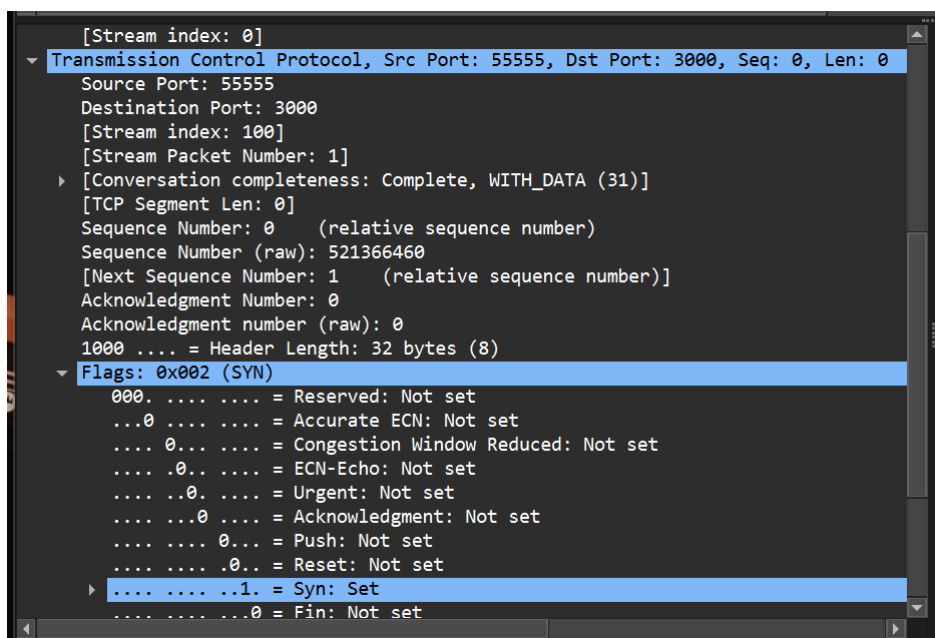 [Stream index: 0]
Transmission Control Protocol, Src Port: 55555, Dst Port: 3000, Seq: 0, Len: 0
Source Port: 55555
Destination Port: 3000
[Stream index: 100]
[Stream Packet Number: 1]
[Conversation completeness: Complete, WITH_DATA (31)]
[TCP Segment Len: 0]
Sequence Number: 0    (relative sequence number)
Sequence Number (raw): 521366460
[Next Sequence Number: 1    (relative sequence number)]
Acknowledgment Number: 0
Acknowledgment number (raw): 0
1000 .... = Header Length: 32 bytes (8)
Flags: 0x002 (SYN)
000. .... .... = Reserved: Not set
...0 .... .... = Accurate ECN: Not set
.... 0... .... = Congestion Window Reduced: Not set
.... .0.. .... = ECN-Echo: Not set
.... ..0. .... = Urgent: Not set
.... ...0 .... = Acknowledgment: Not set
.... .... 0... = Push: Not set
.... .... .0.. = Reset: Not set
.... .... ..1. = Syn: Set
.... .... ...0 = Fin: Not set